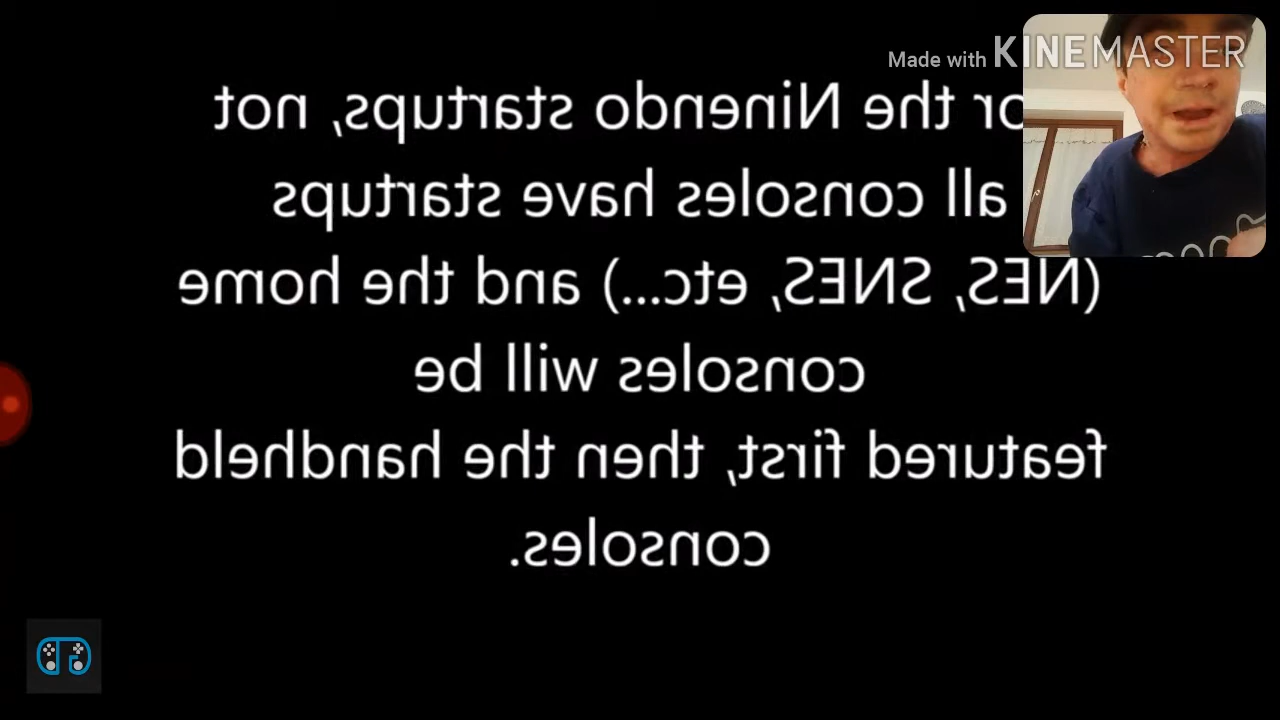 Made with KINEMASTER
or the Ninendo startups, not
all consoles have startups
(NES, SNES, etc...) and the home
consoles will be
featured first, then the handheld
consoles.